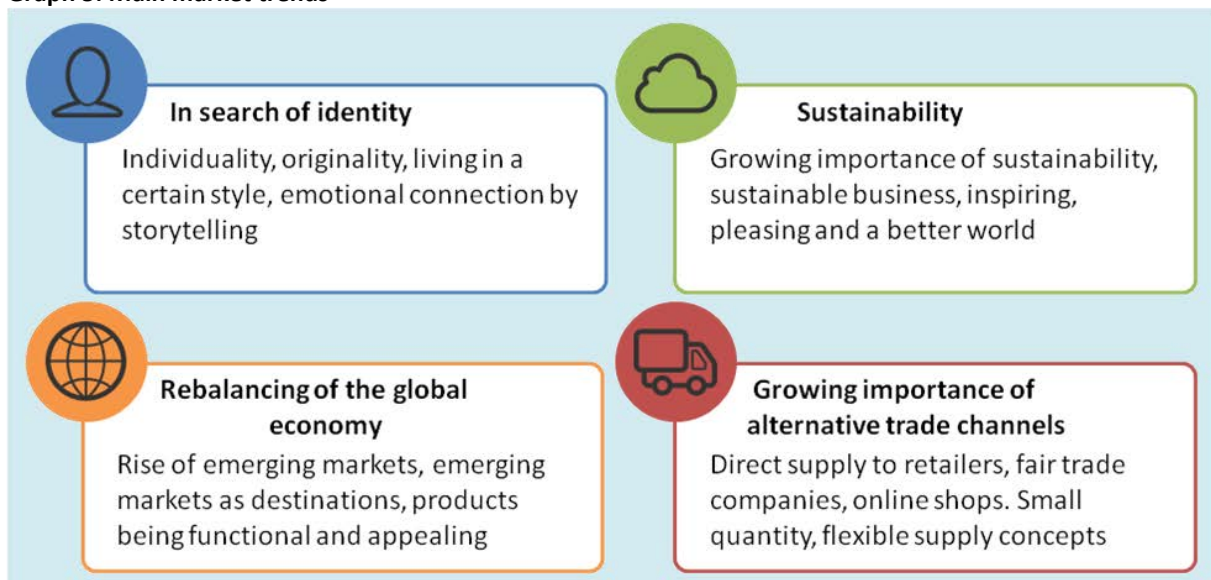 In search of identity
Individuality, originality, living in a
certain style, emotional connection by
storytelling
Sustainability
Growing importance of sustainability,
sustainable business, inspiring,
pleasing and a better world
Rebalancing of the global
economy
Rise of emerging markets, emerging
markets as destinations, products
being functional and appealing
Growing importance of
alternative trade channels
Direct supply to retailers, fair trade
companies, online shops. Small
quantity, flexible supply concepts